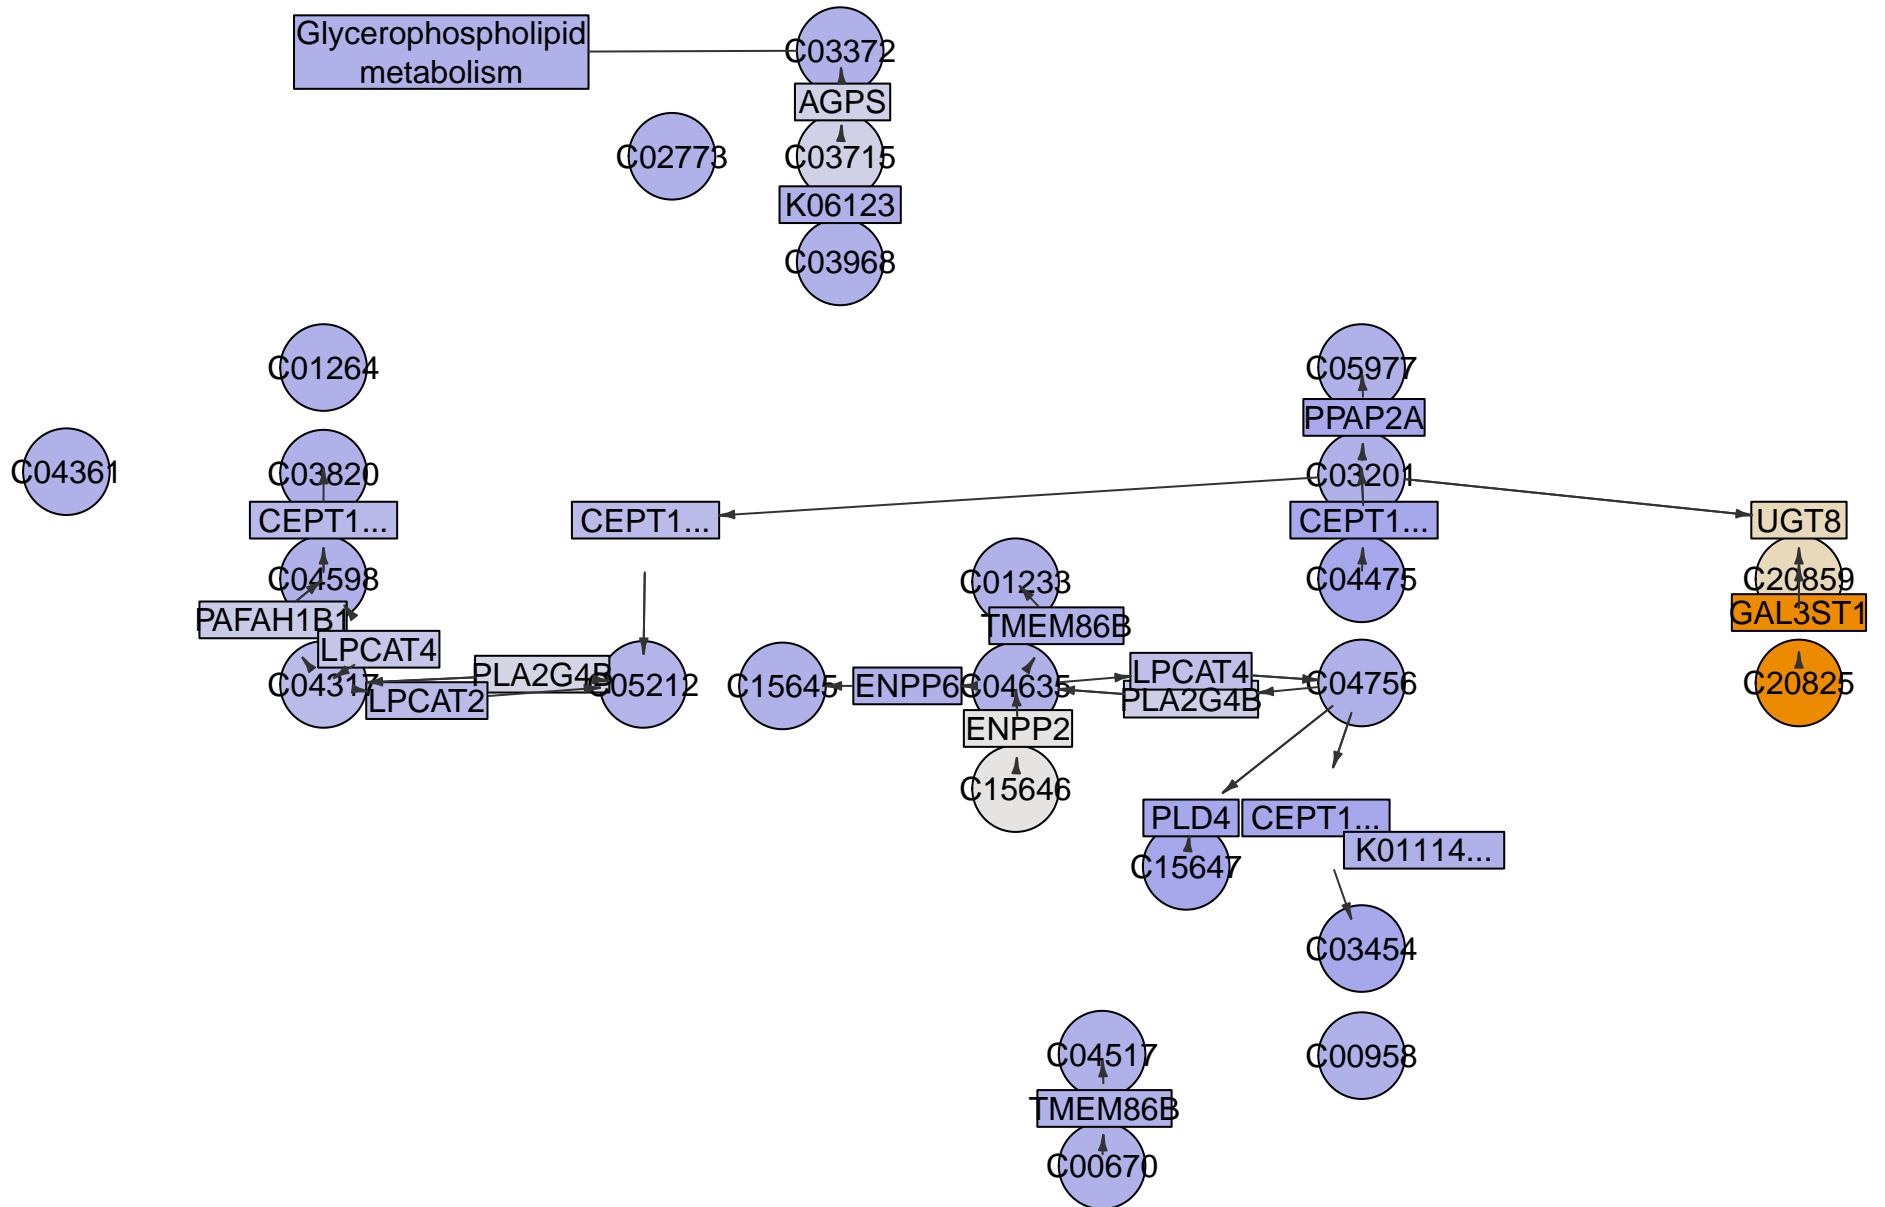 Glycerophospholipid
metabolism
C03372
AGPS
C02773
C03715
K06123
C03968
C01264
C05977
PPAP2A
C04361
C03820
C03201
CEPT1...
CEPT1...
CEPT1...
UGT8
C04598
C01233
C04475
C20859
PAFAH1B1
TMEM86B
GAL3ST1
LPCAT4
C04317
PLA2G4B
LPCAT2
C05212
C15645
ENPP6
C04635
LPCAT4
PLA2G4B
C04756
C20825
ENPP2
C15646
PLD4
CEPT1...
K01114...
C15647
C03454
C04517
C00958
TMEM86B
C00670